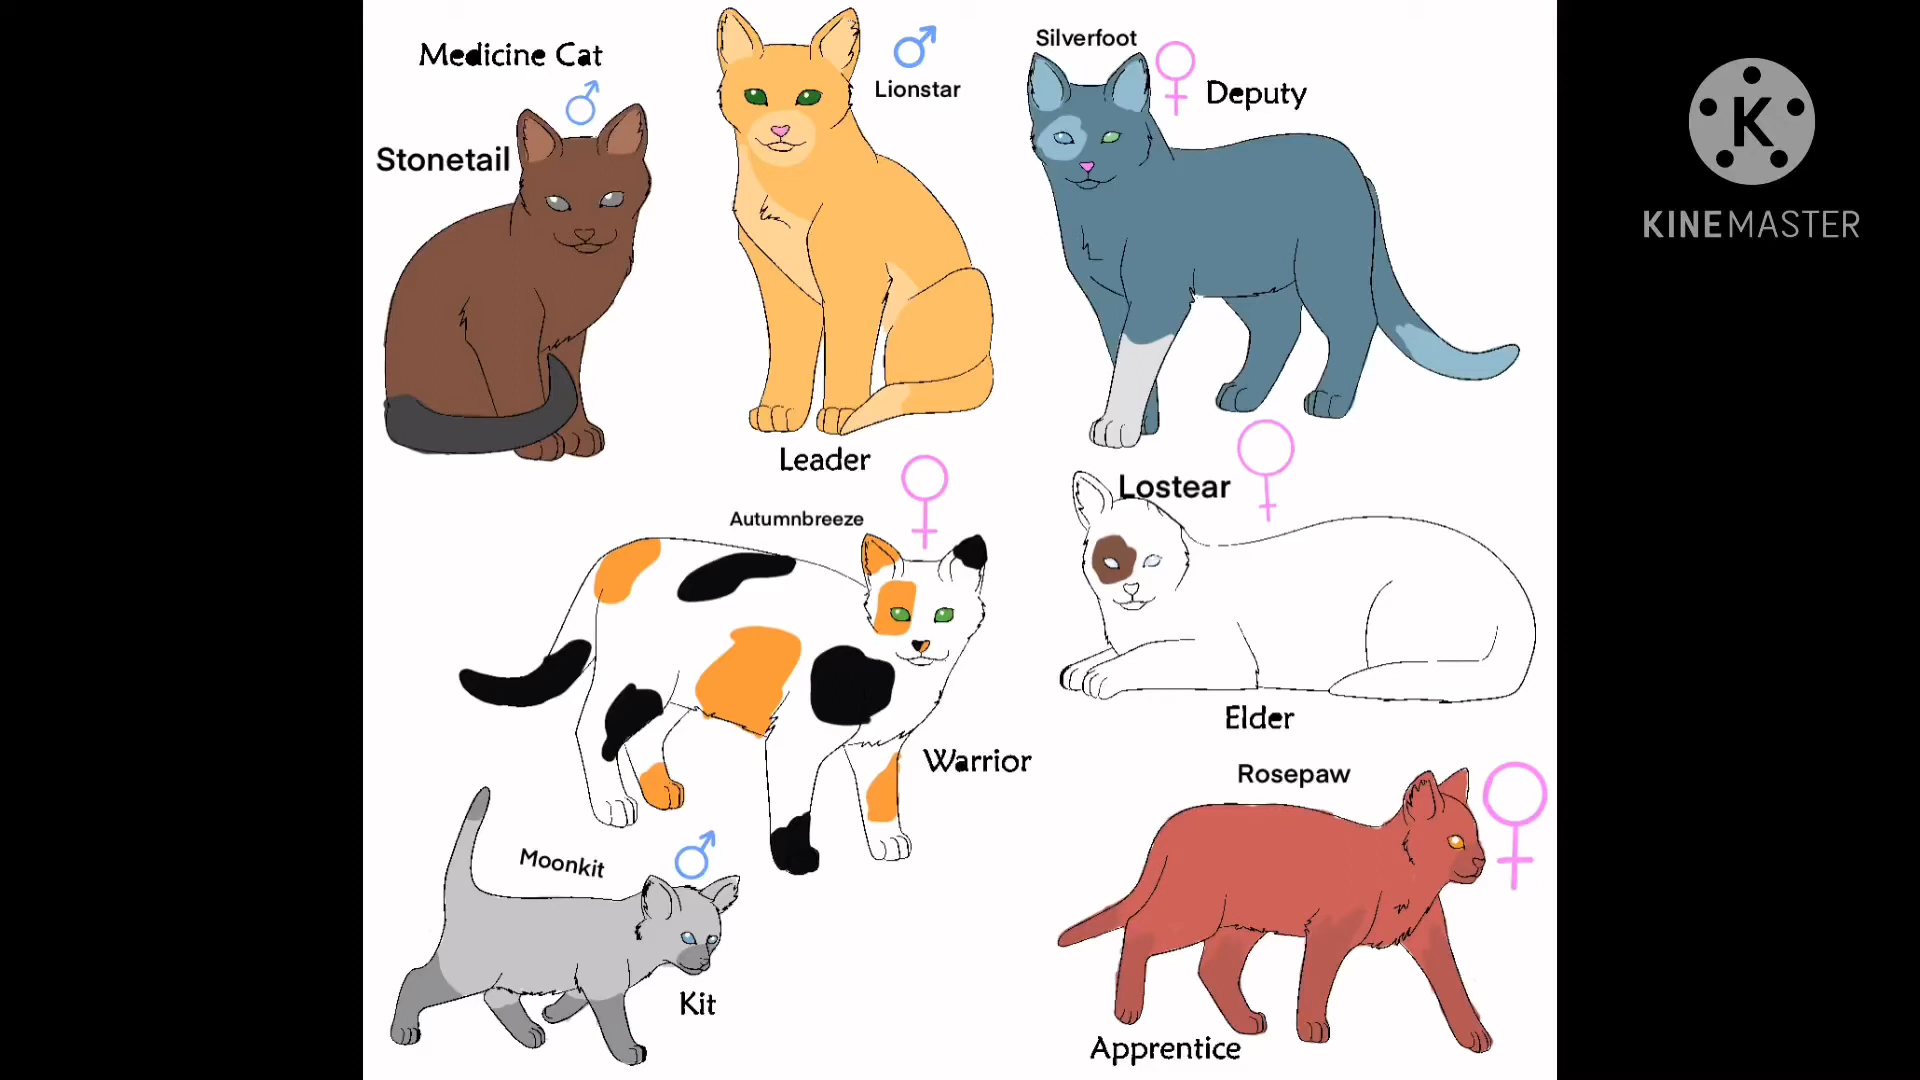 Medicine Cat
Stonetail
Lionstar
Leader
Silverfoot
Deputy
KINEMASTER
K
Autumnbreeze
Warrior
Lostear
Elder
Moonkit
Kit
Rosepaw
Apprentice